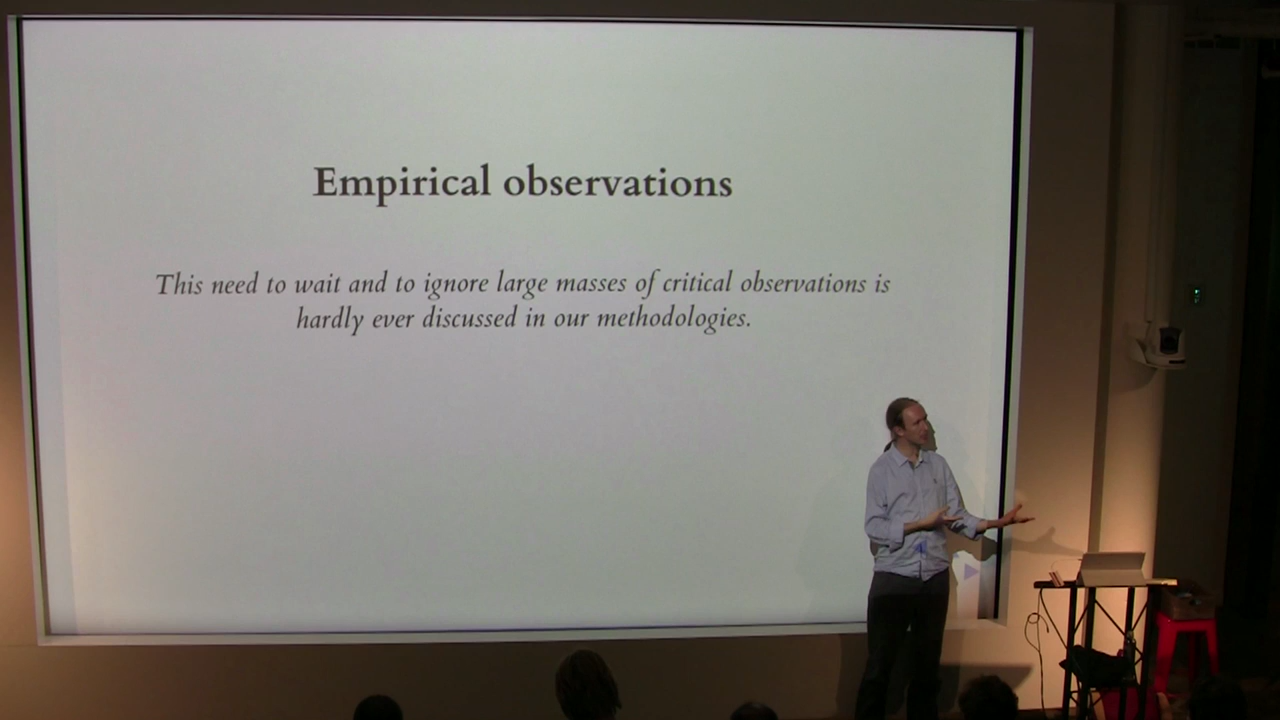 Empirical observations
This need to wait and to ignore large masses of critical observations is
hardly ever discussed in our methodologies.